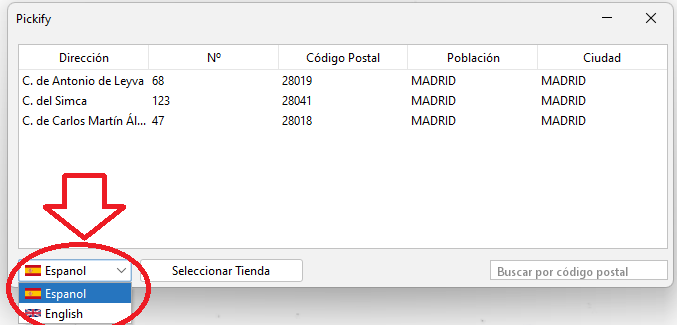 Pickify
Dirección Nº Código Postal Población Ciudad
C. de Antonio de Leyva 68 28019 MADRID MADRID
C. del Simca 123 28041 MADRID MADRID
C. de Carlos Martín Ál... 47 28018 MADRID MADRID
Espanol Seleccionar Tienda Buscar por código postal
Espanol
English